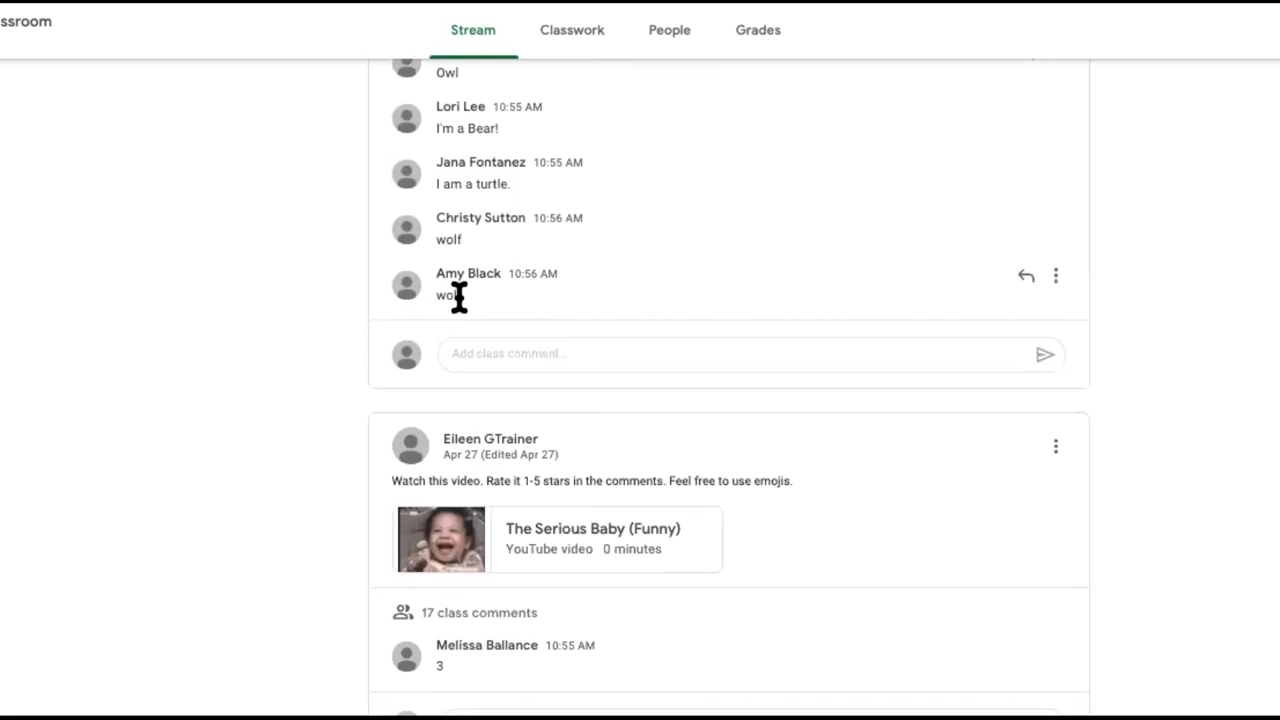 ssroom
Stream Classwork People Grades
Owl
Lori Lee 10:55 AM
I'm a Bear!
Jana Fontanez 10:55 AM
I am a turtle.
Christy Sutton 10:56 AM
wolf
Amy Black 10:56 AM
Add class comment...
Eileen GTrainer
Apr 27 (Edited Apr 27)
Watch this video. Rate it 1-5 stars in the comments. Feel free to use emojis.
The Serious Baby (Funny)
YouTube video 0 minutes
17 class comments
Melissa Ballance 10:55 AM
3